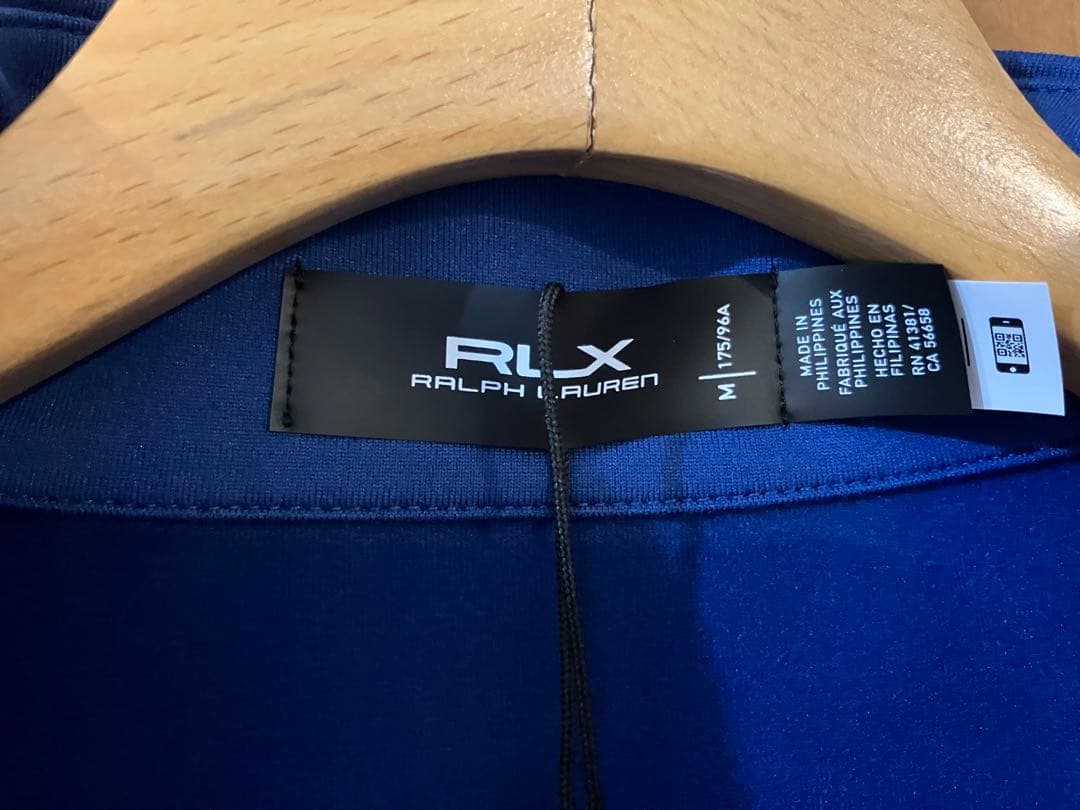 RLX
RALPH LAUREN
M | 175/96A
MADE IN
PHILIPPINES
FABRIQUÉ AUX
PHILIPPINES
HECHO EN
FILIPINAS
RN 41381/
CA 56658